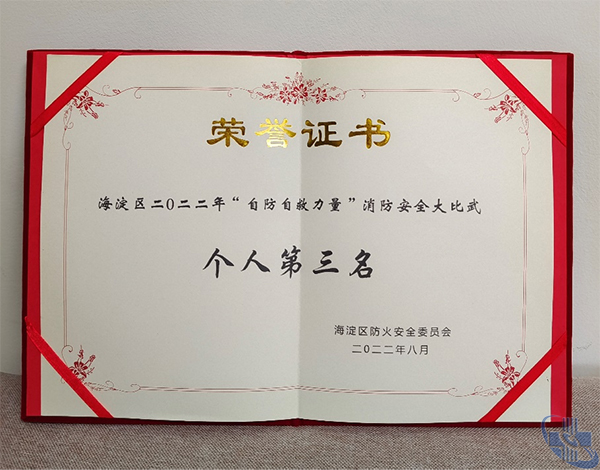 荣誉证书
海淀区二0二二年“自防自救力量”消防安全大比武
个人第三名
海淀区防火安全委员会
二0二二年八月